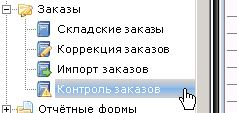 Заказы
Складские заказы
Коррекция заказов
Импорт заказов
Контроль заказов
Отчётные формы